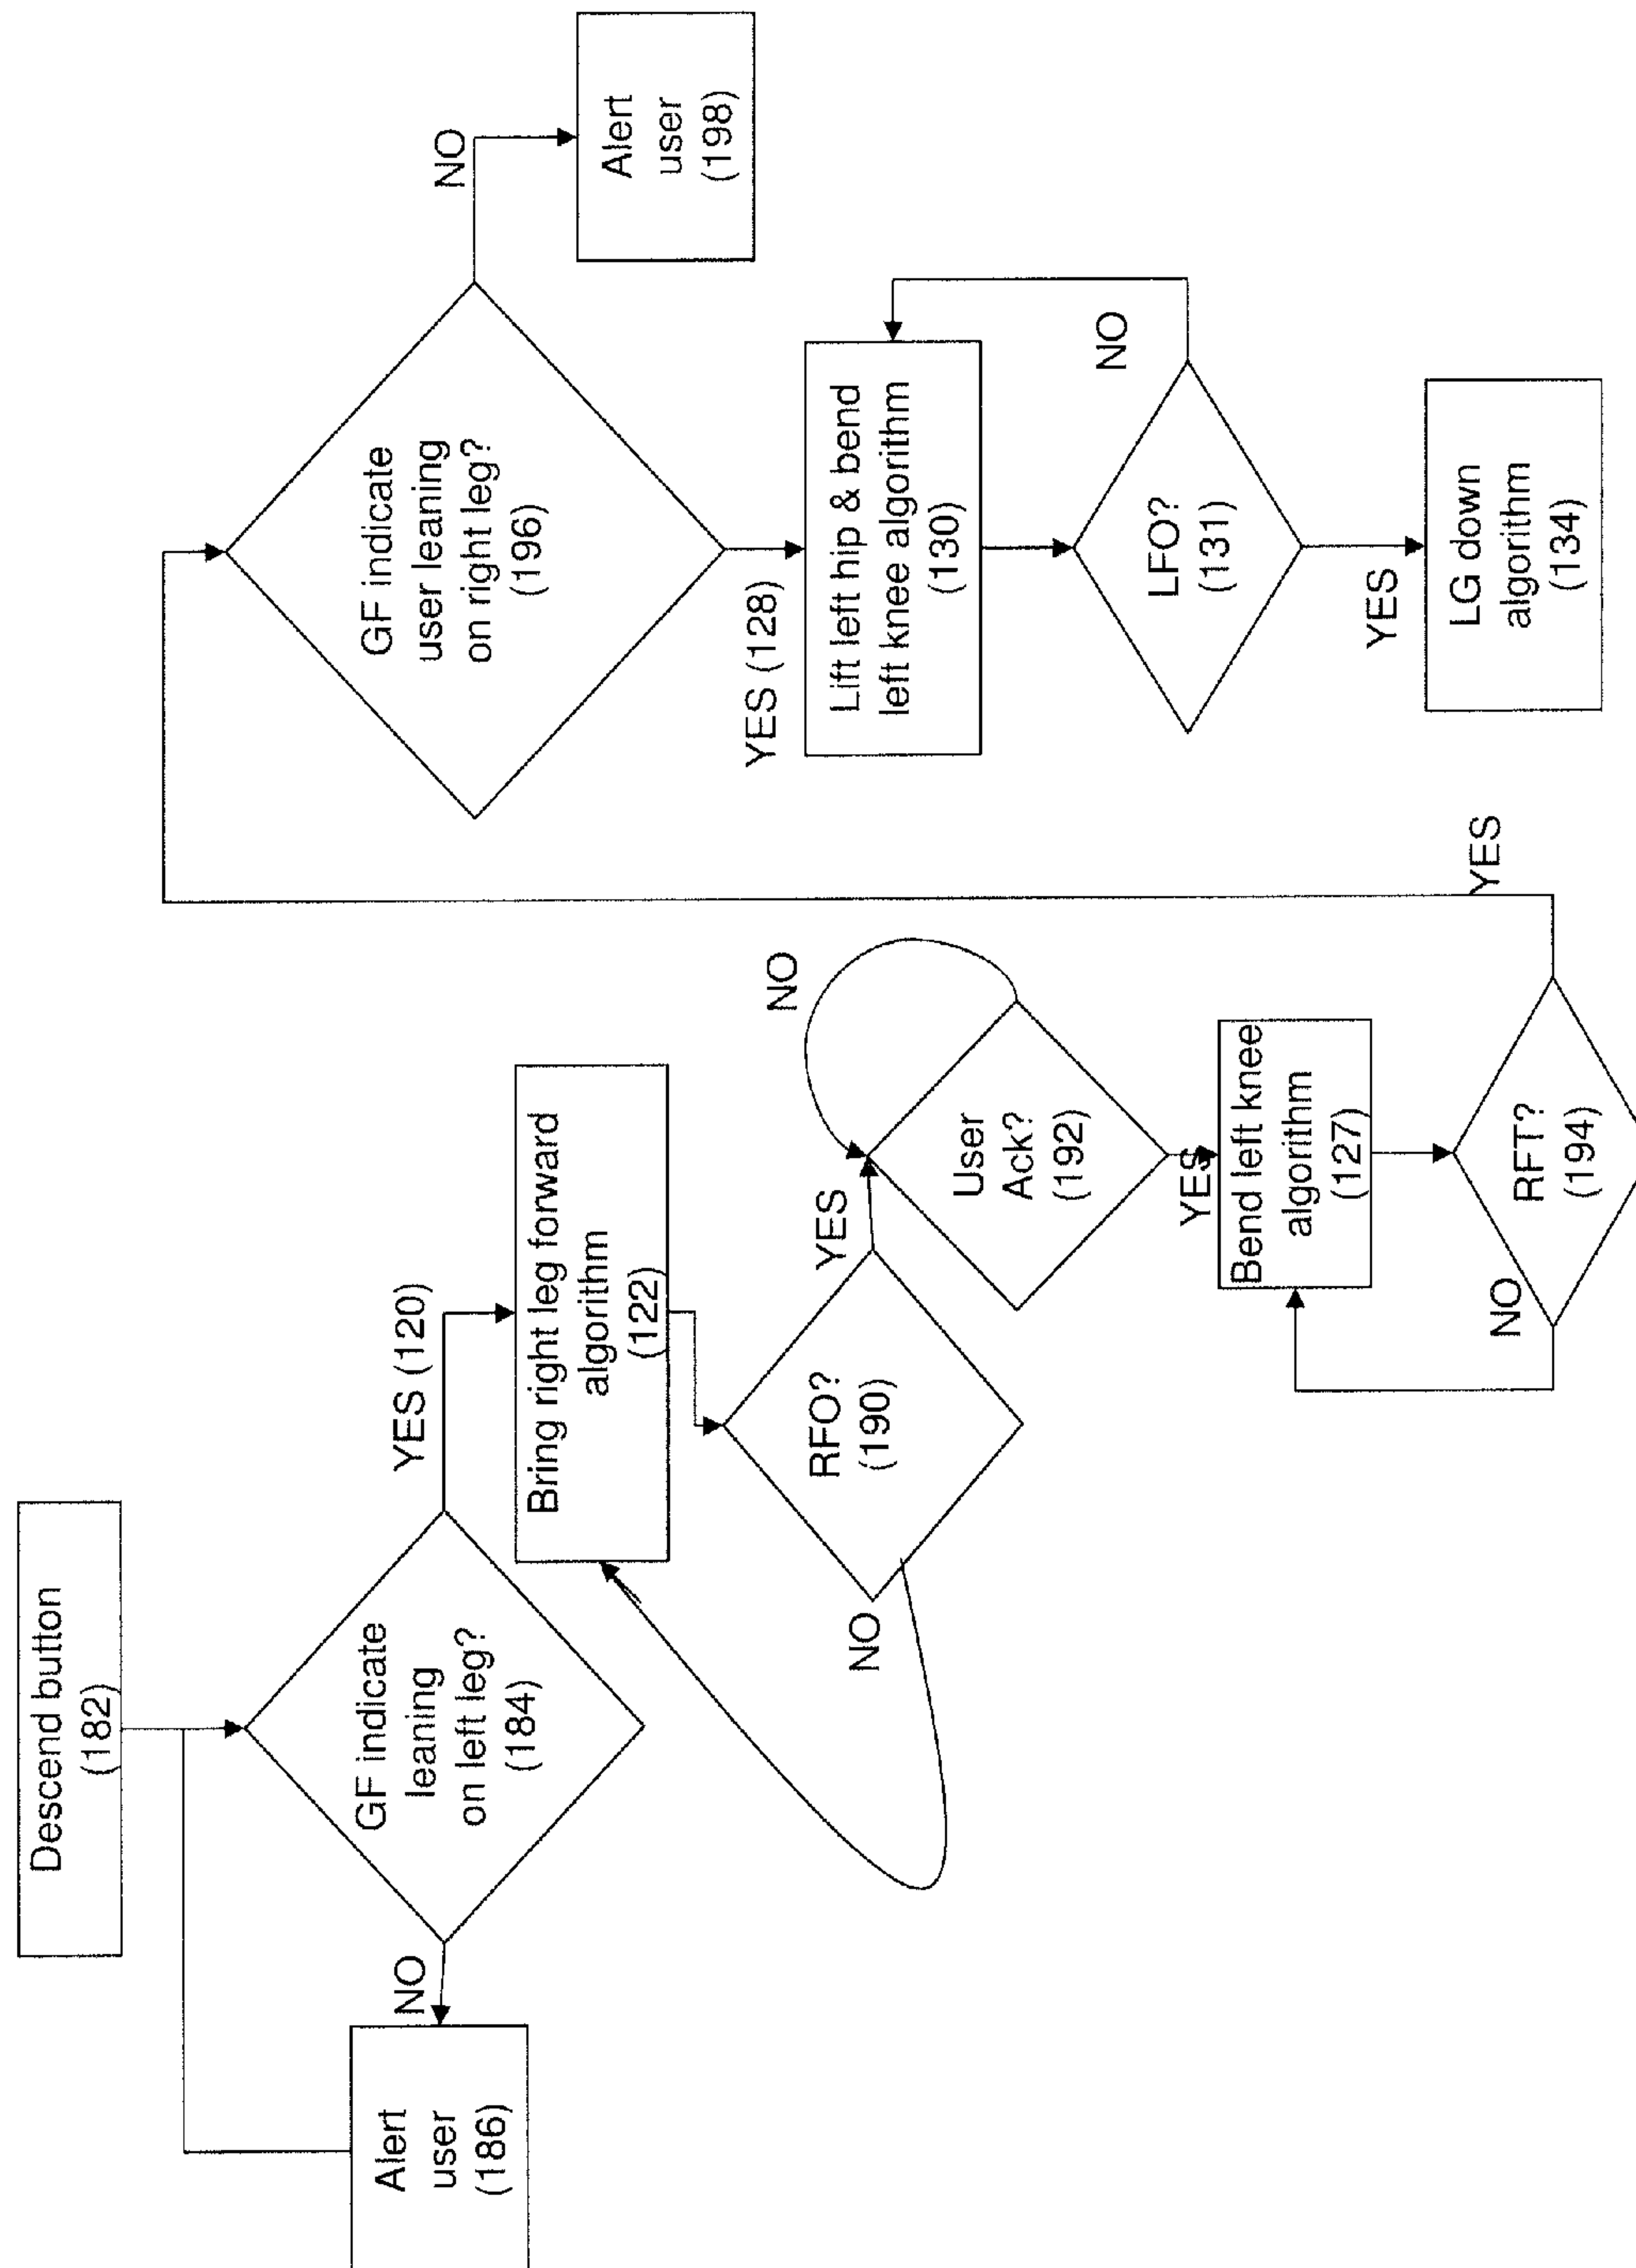 Descend button
(182)
GF indicate
leaning
on left leg?
(184)
NO
Alert
user
(186)
YES (120)
Bring right leg forward
algorithm
(122)
RFO?
(190)
NO
YES
User
Ack?
(192)
NO
YES
Bend left knee
algorithm
(127)
RFT?
(194)
NO
YES
GF indicate
user leaning
on right leg?
(196)
NO
Alert
user
(198)
YES (128)
Lift left hip & bend
left knee algorithm
(130)
LFO?
(131)
NO
YES
LG down
algorithm
(134)